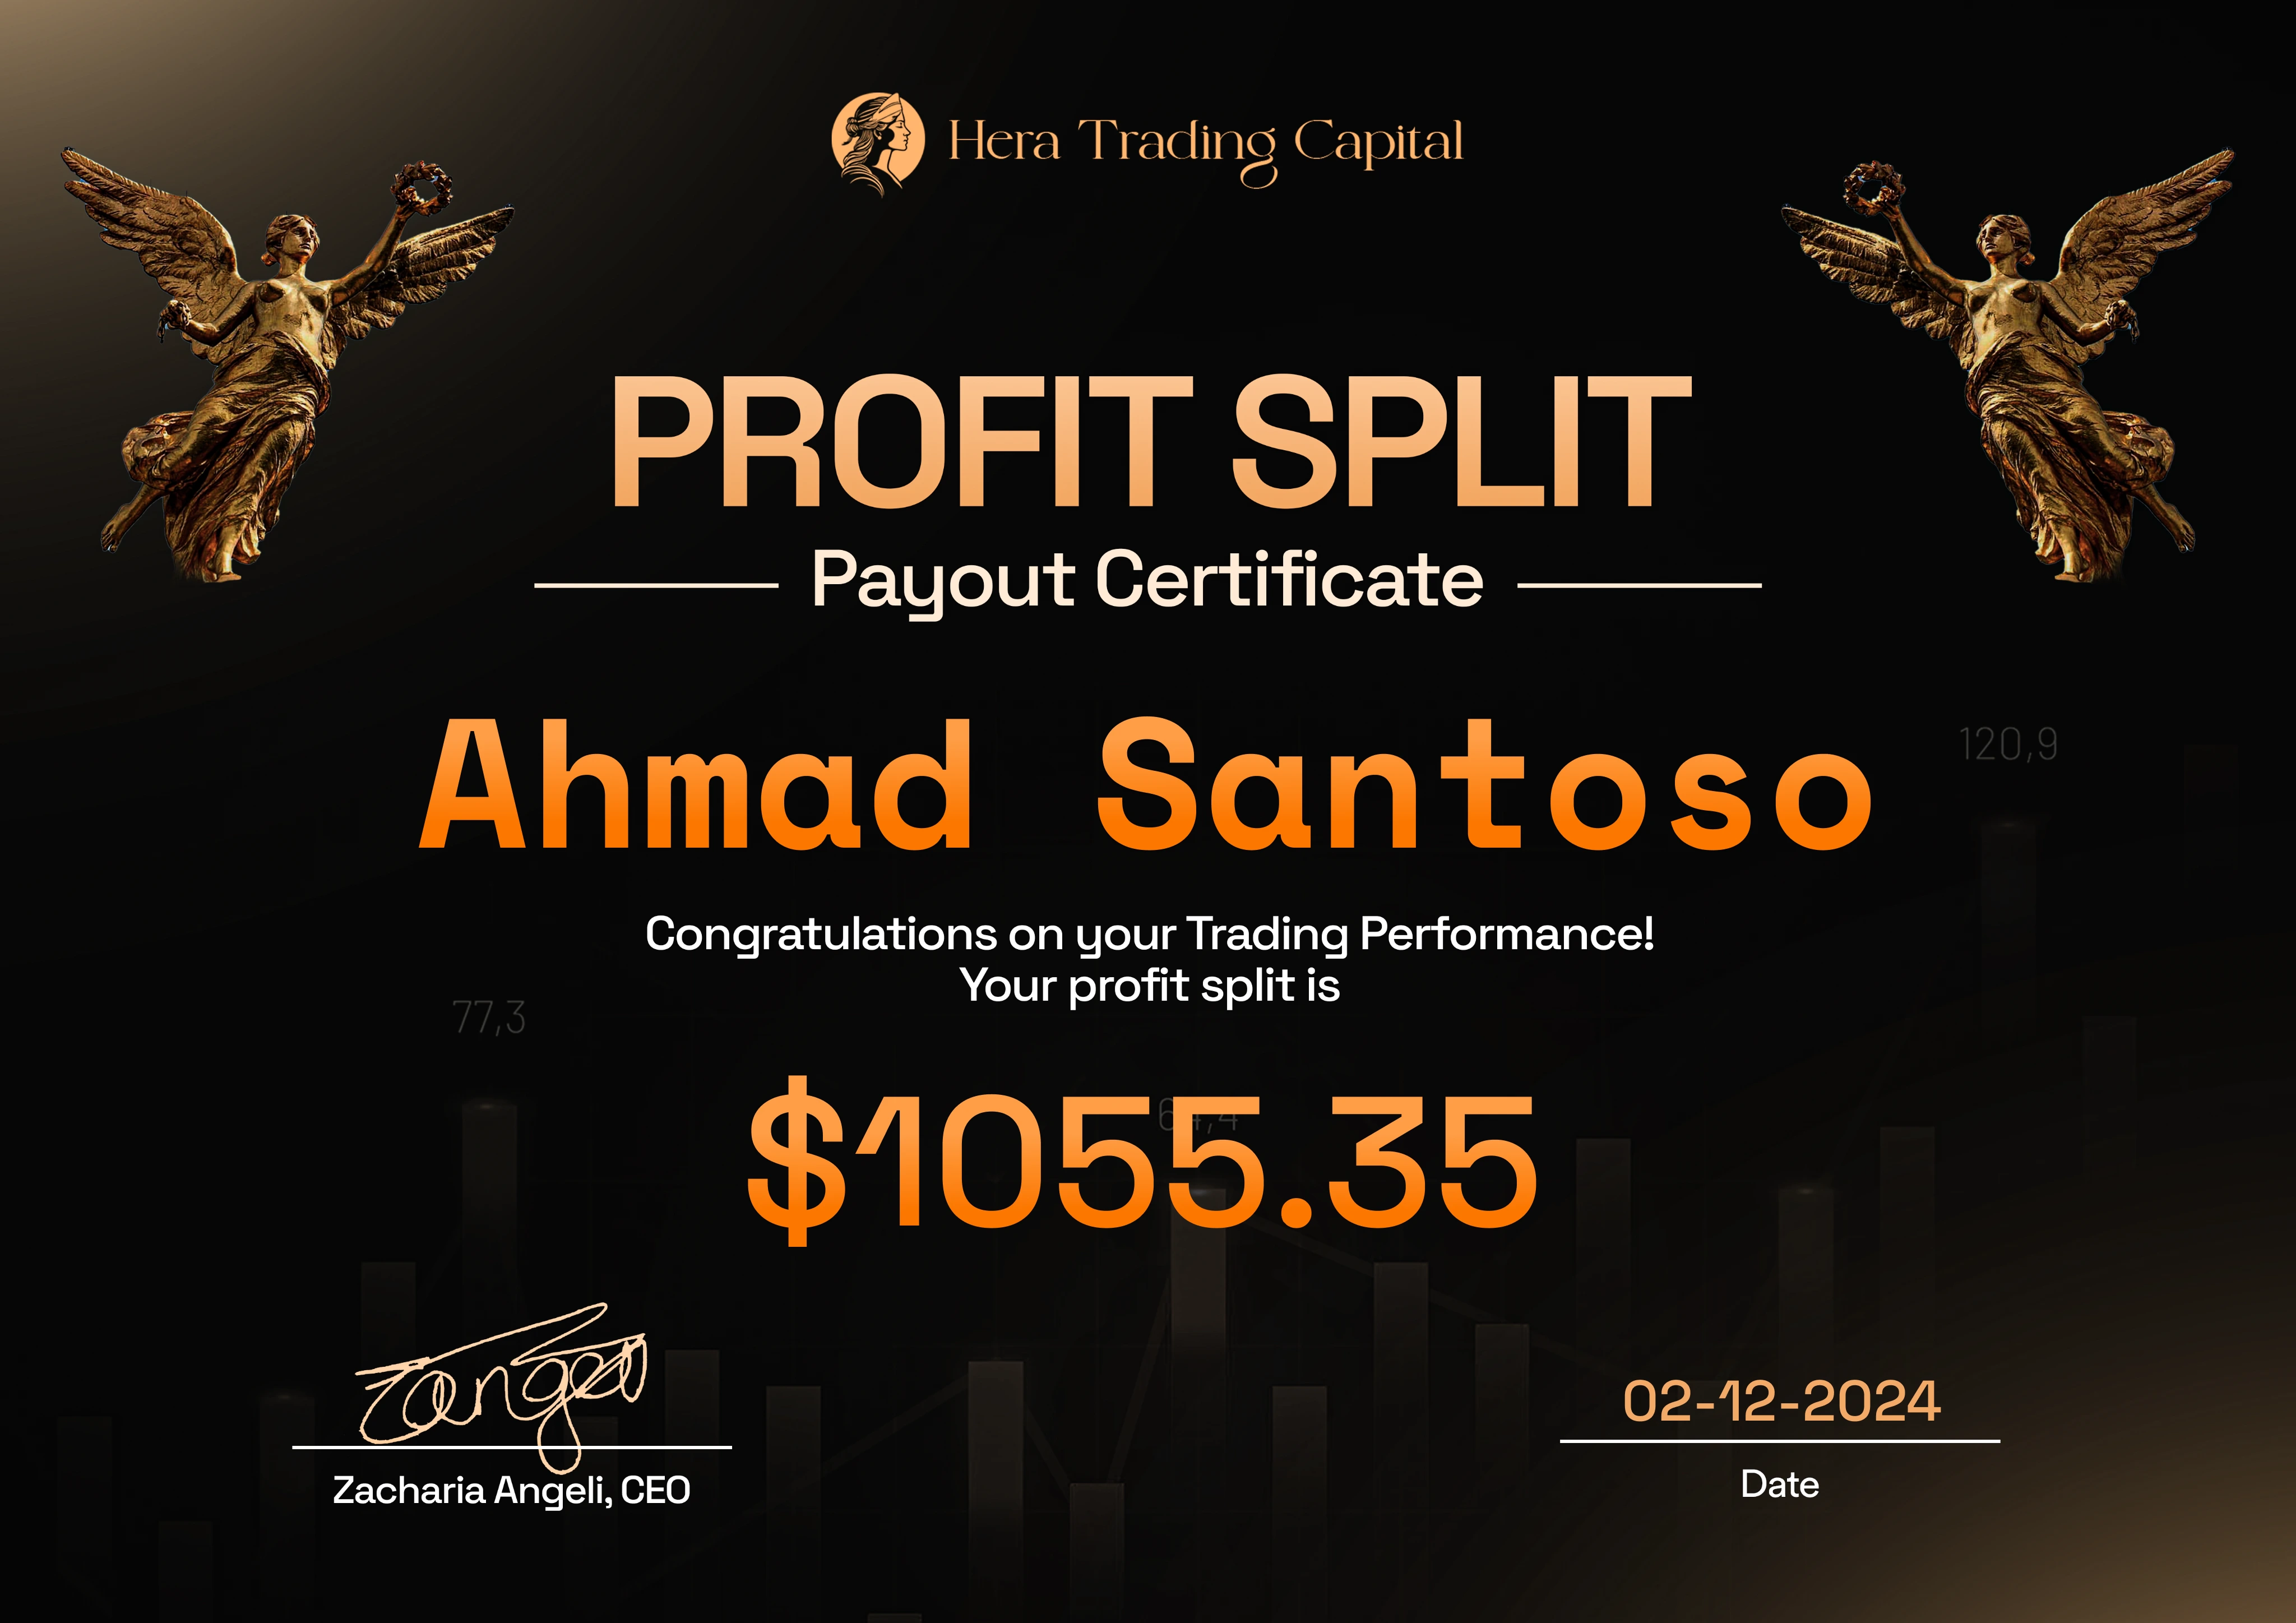 Hera Trading Capital
PROFIT SPLIT
Payout Certificate
Ahmad Santoso
120,9
Congratulations on your Trading Performance!
Your profit split is
77,3
$1055.35
02-12-2024
Zacharia Angeli, CEO
Date